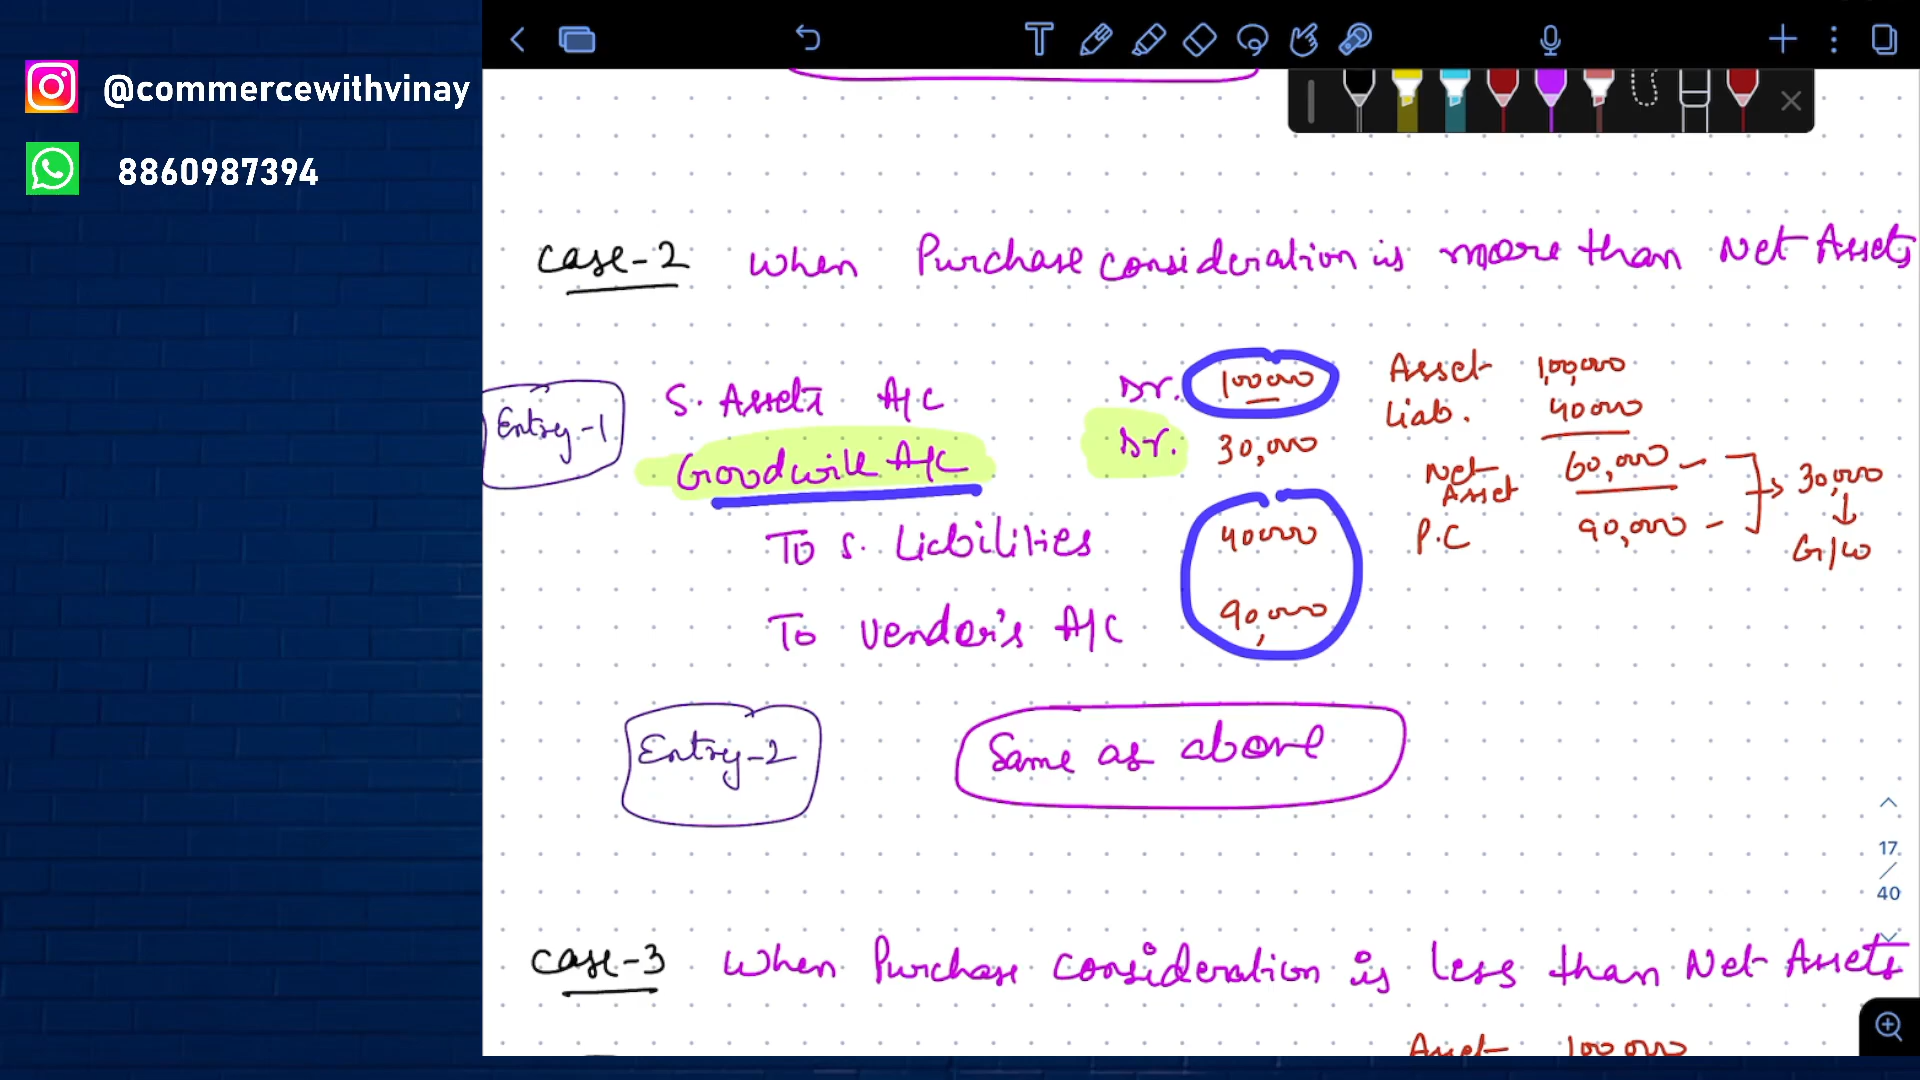 @commercewithvinay
8860987394
Case-2 When Purchase consideration is more than Net Assets
Entry-1
S. Assets A/C Dr. 100000
Goodwill A/C Dr. 30,000
To S. Liabilities 40000
To Vendor's A/C 90,000
Asset 1,00,000
Liab. 40000
Net Asset 60,000
P.C 90,000
30,000
G/w
Entry-2 Same as above
17
/
40
Case-3 When Purchase consideration is less than Net Assets
Asset 100000